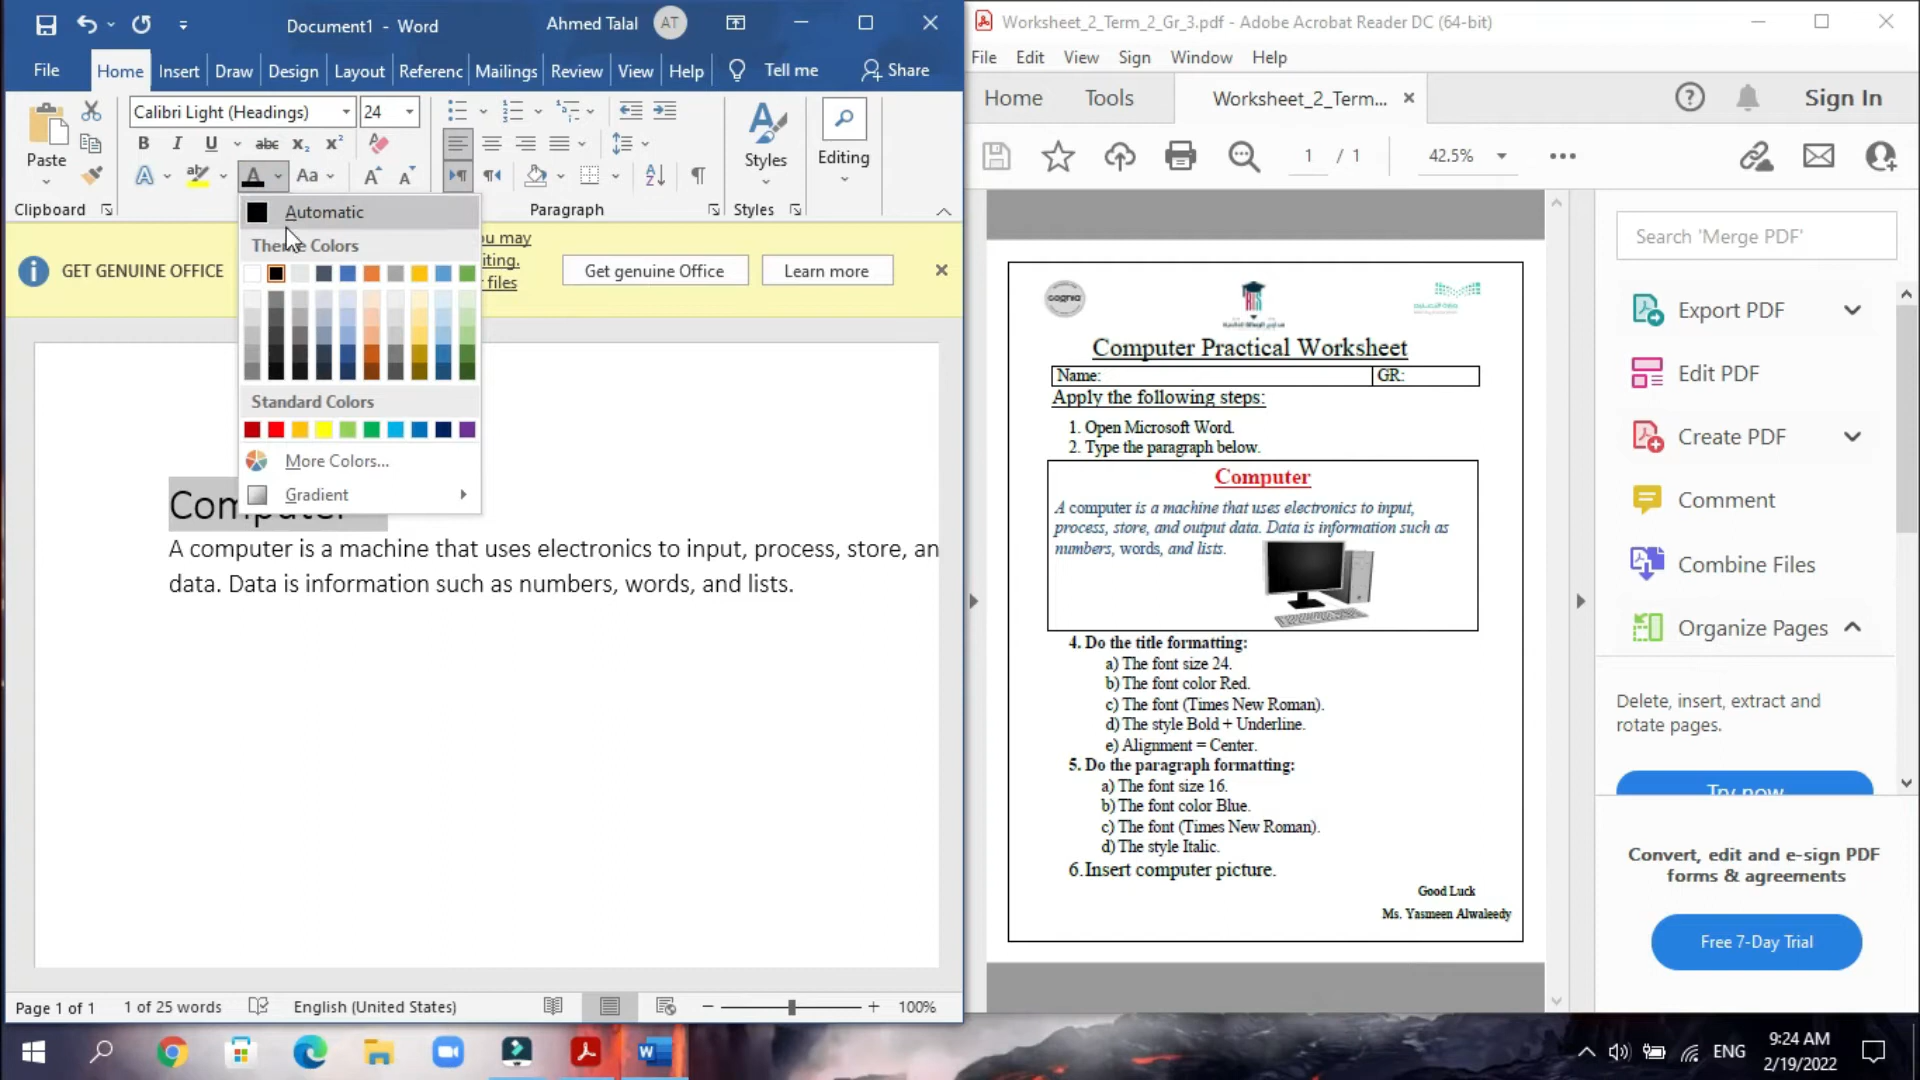 Document1 - Word
Ahmed Talal
AT
File
Home
Insert
Draw
Design
Layout
Referenc
Mailings
Review
View
Help
Tell me
Share
Paste
Calibri Light (Headings)
24
Styles
Editing
Clipboard
Paragraph
Styles
GET GENUINE OFFICE
ou may
iting.
r files
Get genuine Office
Learn more
Automatic
Theme Colors
Standard Colors
More Colors...
Gradient
Computer
A computer is a machine that uses electronics to input, process, store, an
data. Data is information such as numbers, words, and lists.
Page 1 of 1
1 of 25 words
English (United States)
100%
Worksheet_2_Term_2_Gr_3.pdf - Adobe Acrobat Reader DC (64-bit)
File
Edit
View
Sign
Window
Help
Home
Tools
Worksheet_2_Term...
Sign In
1 / 1
42.5%
cognia
Computer Practical Worksheet
Name:
GR:
Apply the following steps:
1. Open Microsoft Word.
2. Type the paragraph below.
Computer
A computer is a machine that uses electronics to input,
process, store, and output data. Data is information such as
numbers, words, and lists.
4. Do the title formatting:
a) The font size 24.
b) The font color Red.
c) The font (Times New Roman).
d) The style Bold + Underline.
e) Alignment = Center.
5. Do the paragraph formatting:
a) The font size 16.
b) The font color Blue.
c) The font (Times New Roman).
d) The style Italic.
6. Insert computer picture.
Good Luck
Ms. Yasmeen Alwaleedy
Search 'Merge PDF'
Export PDF
Edit PDF
Create PDF
Comment
Combine Files
Organize Pages
Delete, insert, extract and
rotate pages.
Try now
Convert, edit and e-sign PDF
forms & agreements
Free 7-Day Trial
ENG
9:24 AM
2/19/2022